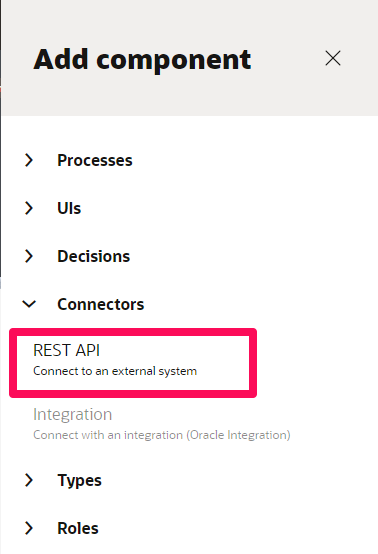 Add component
Processes
UIs
Decisions
Connectors
REST API
Connect to an external system
Integration
Connect with an integration (Oracle Integration)
Types
Roles